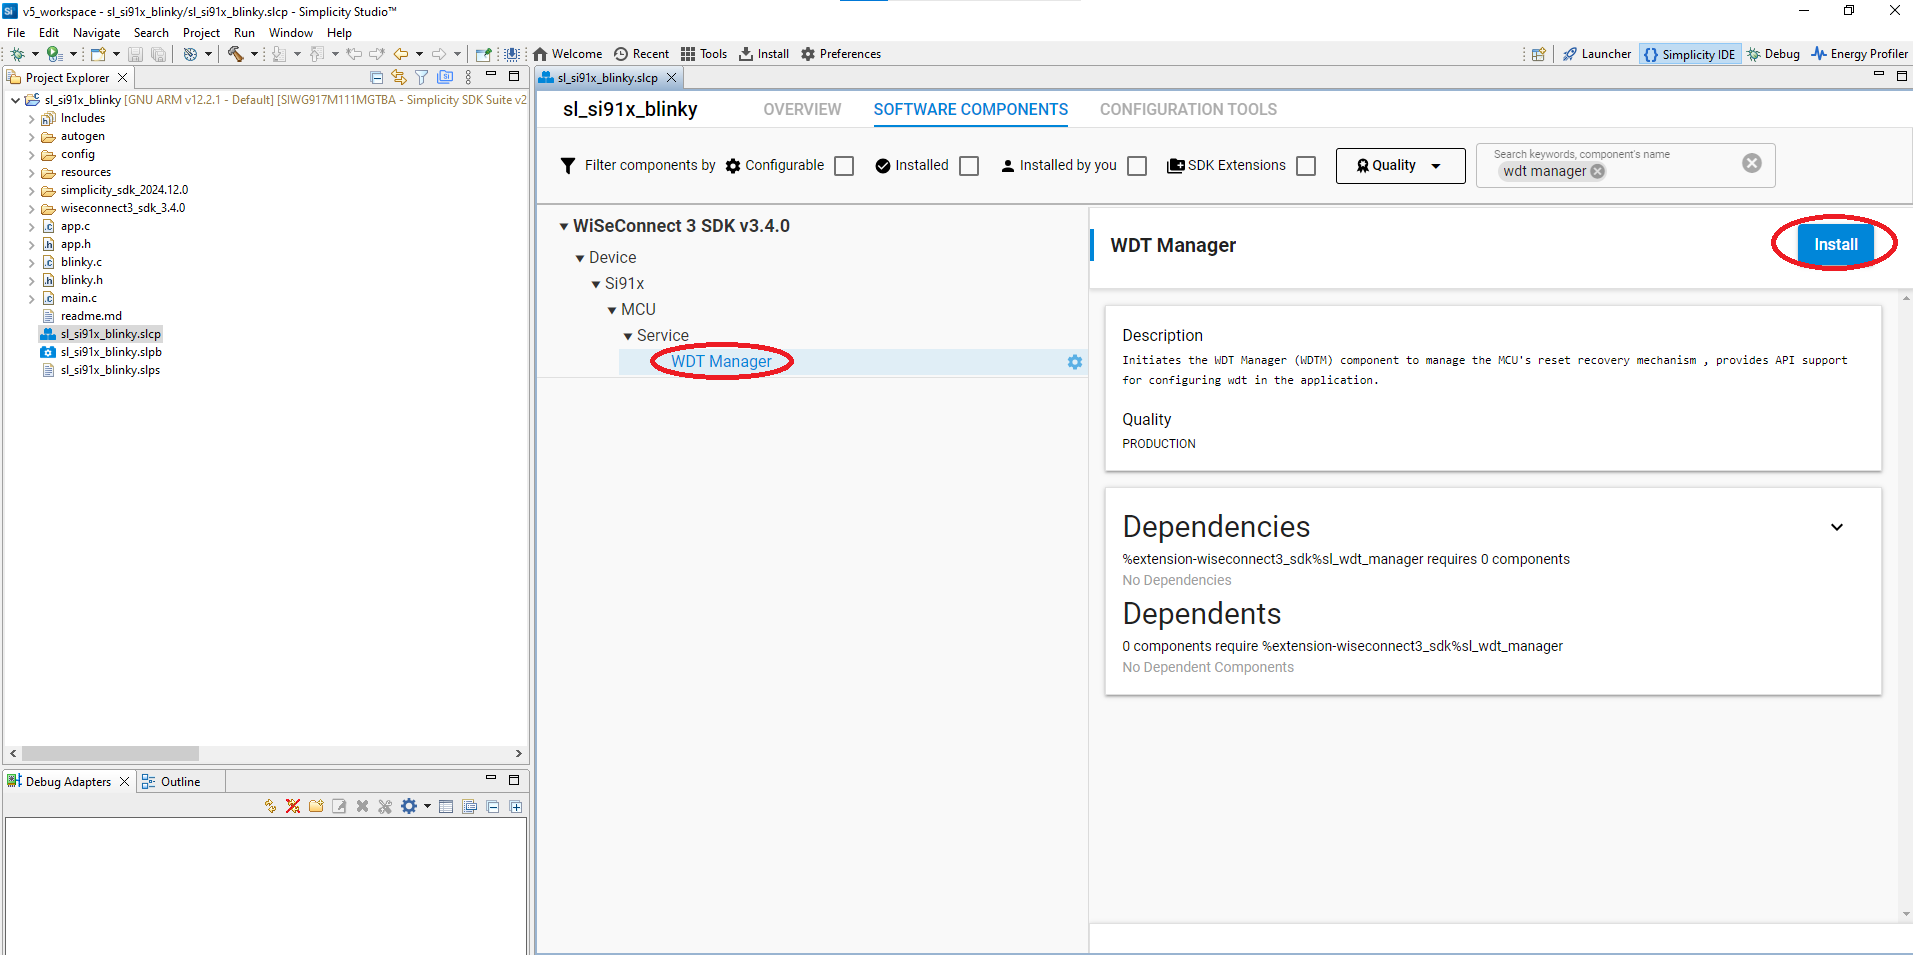 v5_workspace - sl_si91x_blinky/sl_si91x_blinky.slcp - Simplicity Studio™
File Edit Navigate Search Project Run Window Help
Welcome Recent Tools Install Preferences Launcher Simplicity IDE Debug Energy Profiler
Project Explorer
sl_si91x_blinky [GNU ARM v12.2.1 - Default] [SIWG917M111MGTBA - Simplicity SDK Suite v2
Includes
autogen
config
resources
simplicity_sdk_2024.12.0
wiseconnect3_sdk_3.4.0
app.c
app.h
blinky.c
blinky.h
main.c
readme.md
sl_si91x_blinky.slcp
sl_si91x_blinky.slpb
sl_si91x_blinky.slps
Debug Adapters Outline
sl_si91x_blinky.slcp
sl_si91x_blinky OVERVIEW SOFTWARE COMPONENTS CONFIGURATION TOOLS
Filter components by Configurable Installed Installed by you SDK Extensions Quality
Search keywords, component's name
wdt manager
WiSeConnect 3 SDK v3.4.0
Device
Si91x
MCU
Service
WDT Manager
WDT Manager
Install
Description
Initiates the WDT Manager (WDTM) component to manage the MCU's reset recovery mechanism , provides API support
for configuring wdt in the application.
Quality
PRODUCTION
Dependencies
%extension-wiseconnect3_sdk%sl_wdt_manager requires 0 components
No Dependencies
Dependents
0 components require %extension-wiseconnect3_sdk%sl_wdt_manager
No Dependent Components